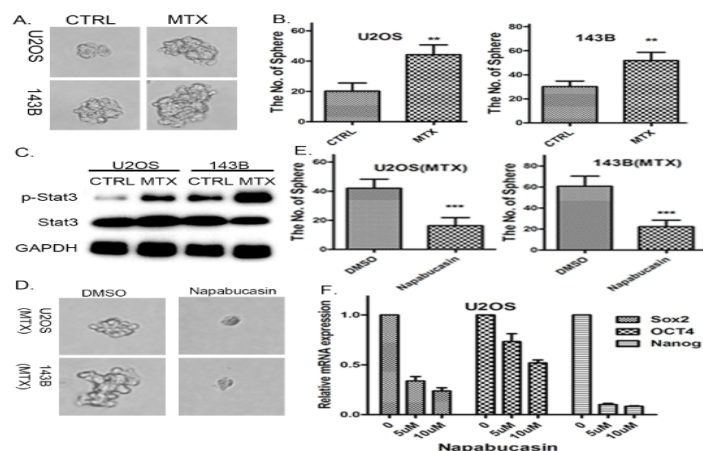 A.
CTRL
MTX
U2OS
143B
B.
The No. of Sphere
60
40
20
0
U2OS
**
CTRL
MTX
The No. of Sphere
80
60
40
20
0
143B
**
CTRL
MTX
C.
U2OS
143B
CTRL MTX CTRL MTX
p-Stat3
Stat3
GAPDH
E.
The No. of Sphere
60
40
20
0
U2OS(MTX)
***
DMSO
Napabucasin
The No. of Sphere
80
60
40
20
0
143B(MTX)
***
DMSO
Napabucasin
D.
DMSO
Napabucasin
U2OS
(MTX)
143B
(MTX)
F.
U2OS
Relative mRNA expression
1.0
0.5
0.0
Sox2
OCT4
Nanog
0
5uM
10uM
0
5uM
10uM
0
5uM
10uM
Napabucasin